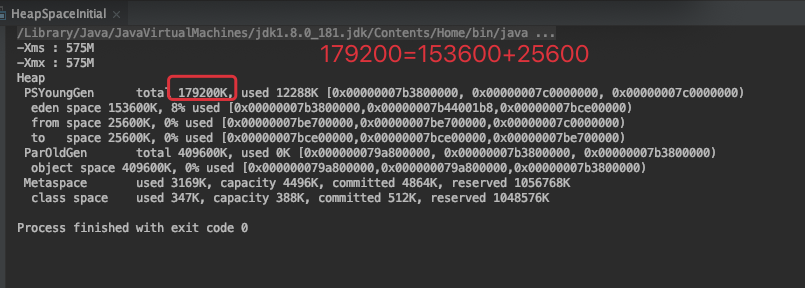 HeapSpaceInitial
/Library/Java/JavaVirtualMachines/jdk1.8.0_181.jdk/Contents/Home/bin/java ...
-Xms : 575M
179200=153600+25600
-Xmx : 575M
Heap
PSYoungGen total 179200K, used 12288K [0x00000007b3800000, 0x00000007c0000000, 0x00000007c0000000)
eden space 153600K, 8% used [0x00000007b3800000,0x00000007b44001b8,0x00000007bce00000)
from space 25600K, 0% used [0x00000007be700000,0x00000007be700000,0x00000007c0000000)
to space 25600K, 0% used [0x00000007bce00000,0x00000007bce00000,0x00000007be700000)
ParOldGen total 409600K, used 0K [0x000000079a800000, 0x00000007b3800000, 0x00000007b3800000)
object space 409600K, 0% used [0x000000079a800000,0x000000079a800000,0x00000007b3800000)
Metaspace used 3169K, capacity 4496K, committed 4864K, reserved 1056768K
class space used 347K, capacity 388K, committed 512K, reserved 1048576K
Process finished with exit code 0